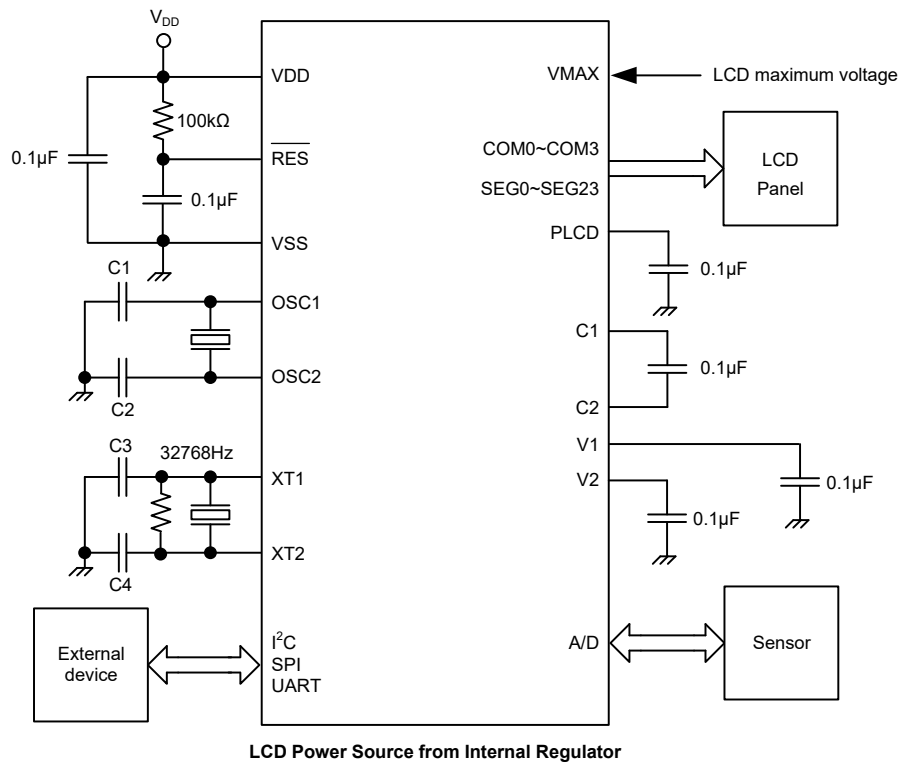 VDD
VDD
VMAX
LCD maximum voltage
100kΩ
0.1µF
RES
0.1µF
VSS
COM0~COM3
SEG0~SEG23
LCD
Panel
PLCD
0.1µF
C1
OSC1
OSC2
C2
C1
0.1µF
C2
C3
32768Hz
XT1
XT2
C4
V1
0.1µF
V2
0.1µF
External
device
I²C
SPI
UART
A/D
Sensor
LCD Power Source from Internal Regulator